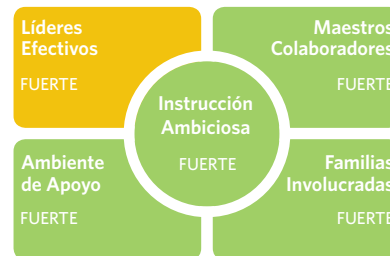 Líderes
Efectivos
FUERTE
Maestros
Colaboradores
FUERTE
Instrucción
Ambiciosa
FUERTE
Ambiente
de Apoyo
FUERTE
Familias
Involucradas
FUERTE